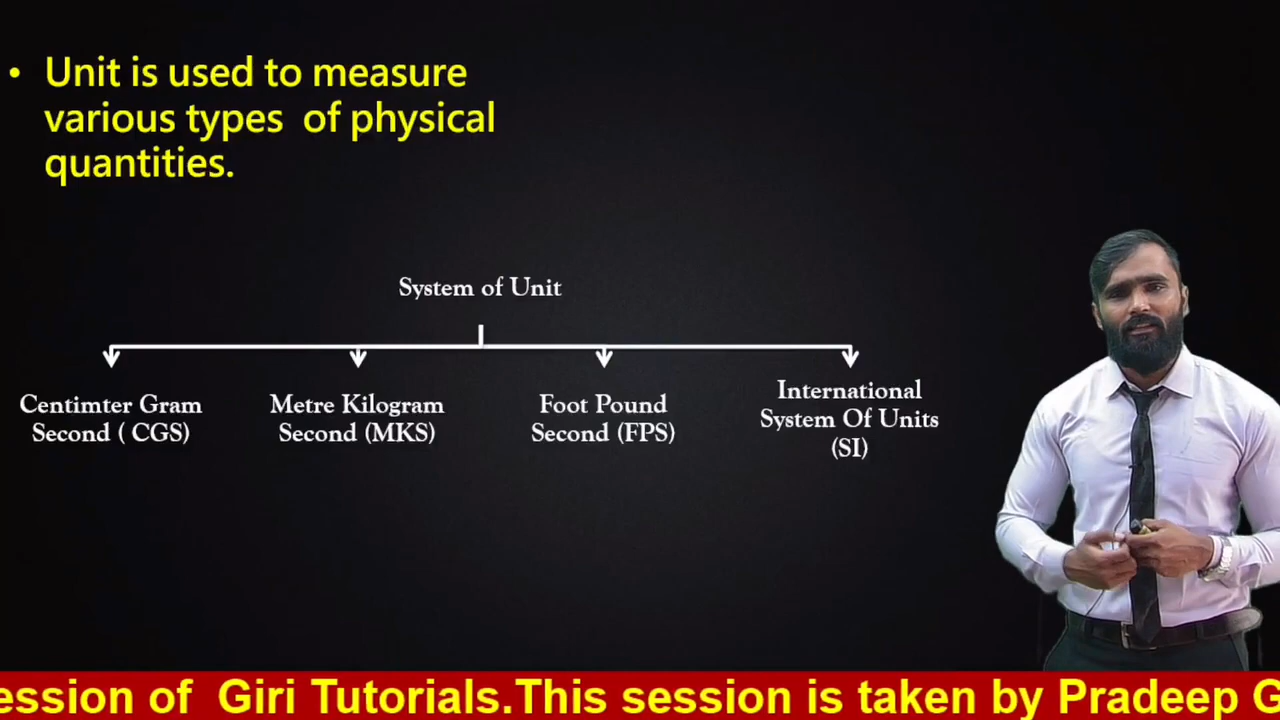 • Unit is used to measure
various types of physical
quantities.
System of Unit
Centimter Gram
Second ( CGS)
Metre Kilogram
Second (MKS)
Foot Pound
Second (FPS)
International
System Of Units
(SI)
ession of Giri Tutorials.This session is taken by Pradeep G